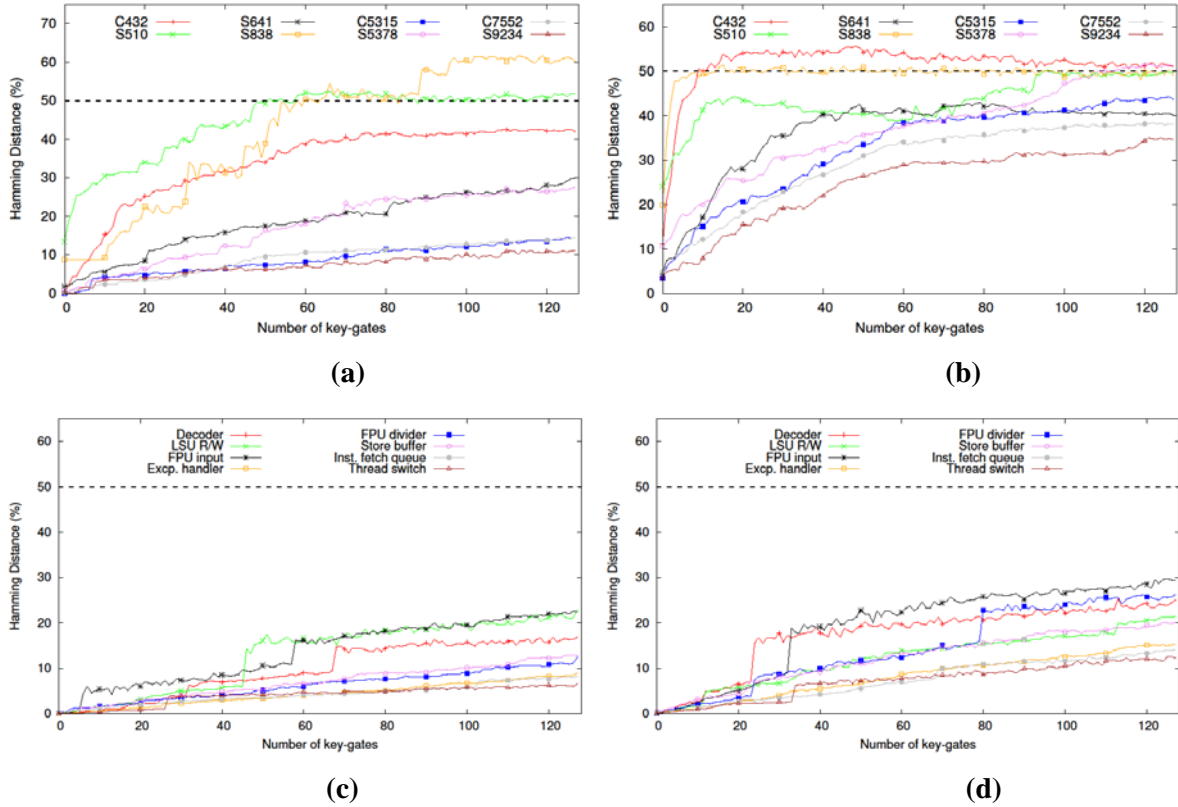 C432 S641 C5315 C7552
S510 S838 S5378 S9234
70
60
50
40
30
20
10
0
Hamming Distance (%)
0 20 40 60 80 100 120
Number of key-gates
(a)
C432 S641 C5315 C7552
S510 S838 S5378 S9234
60
50
40
30
20
10
0
Hamming Distance (%)
0 20 40 60 80 100 120
Number of key-gates
(b)
Decoder FPU divider
LSU R/W Store buffer
FPU input Inst. fetch queue
Excp. handler Thread switch
60
50
40
30
20
10
0
Hamming Distance (%)
0 20 40 60 80 100 120
Number of key-gates
(c)
Decoder FPU divider
LSU R/W Store buffer
FPU input Inst. fetch queue
Excp. handler Thread switch
60
50
40
30
20
10
0
Hamming Distance (%)
0 20 40 60 80 100 120
Number of key-gates
(d)